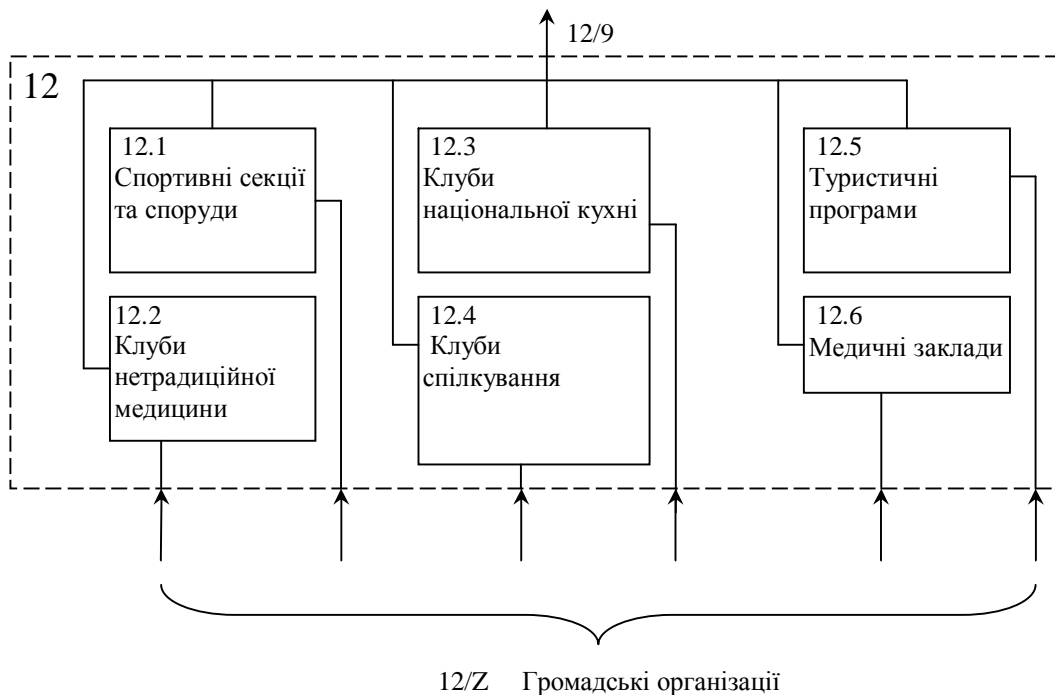 12/9
12
12.1
Спортивні секції
та споруди
12.2
Клуби
нетрадиційної
медицини
12.3
Клуби
національної кухні
12.4
Клуби
спілкування
12.5
Туристичні
програми
12.6
Медичні заклади
12/Z Громадські організації